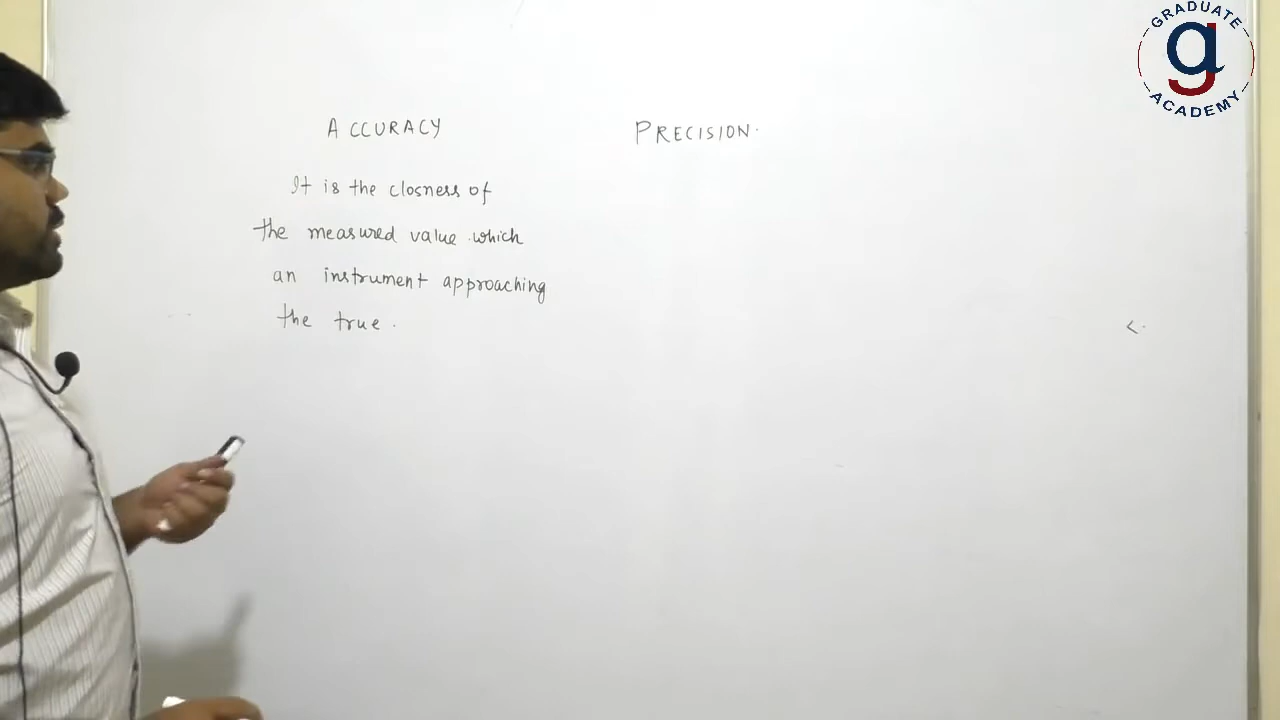 GRADUATE
g
ACADEMY
ACCURACY
PRECISION.
It is the closness of
the measured value which
an instrument approaching
the true.
<.